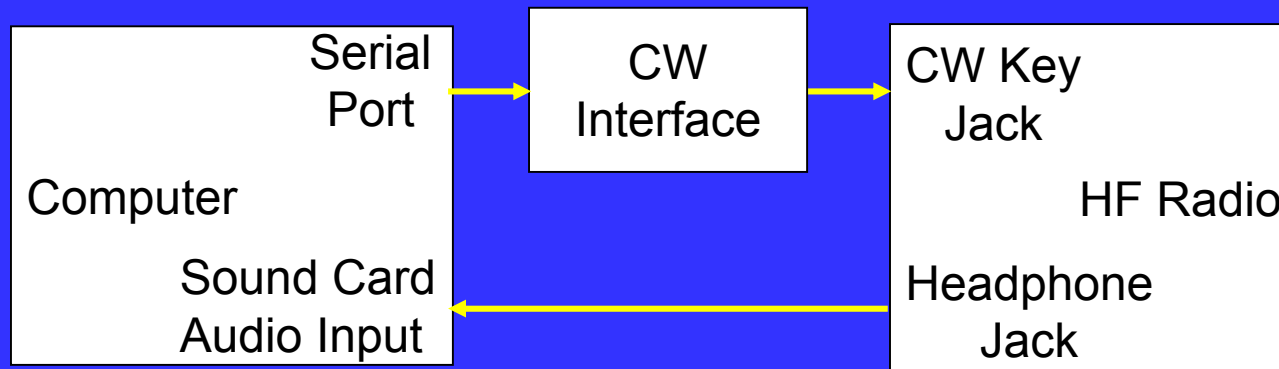 Serial
Port
Computer
Sound Card
Audio Input
CW
Interface
CW Key
Jack
HF Radio
Headphone
Jack